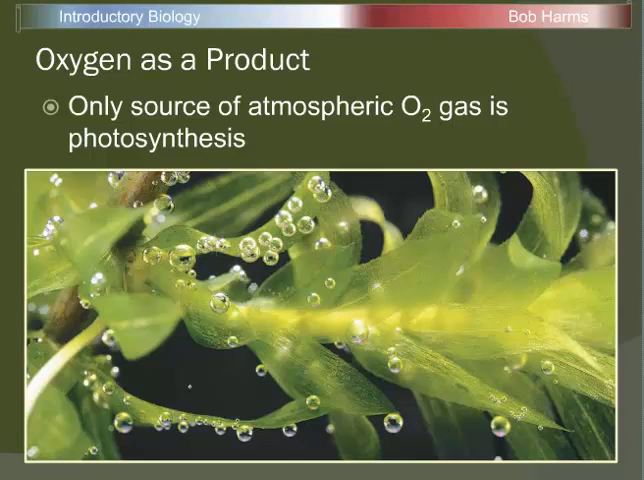 Introductory Biology
Bob Harms
Oxygen as a Product
Only source of atmospheric O₂ gas is
photosynthesis